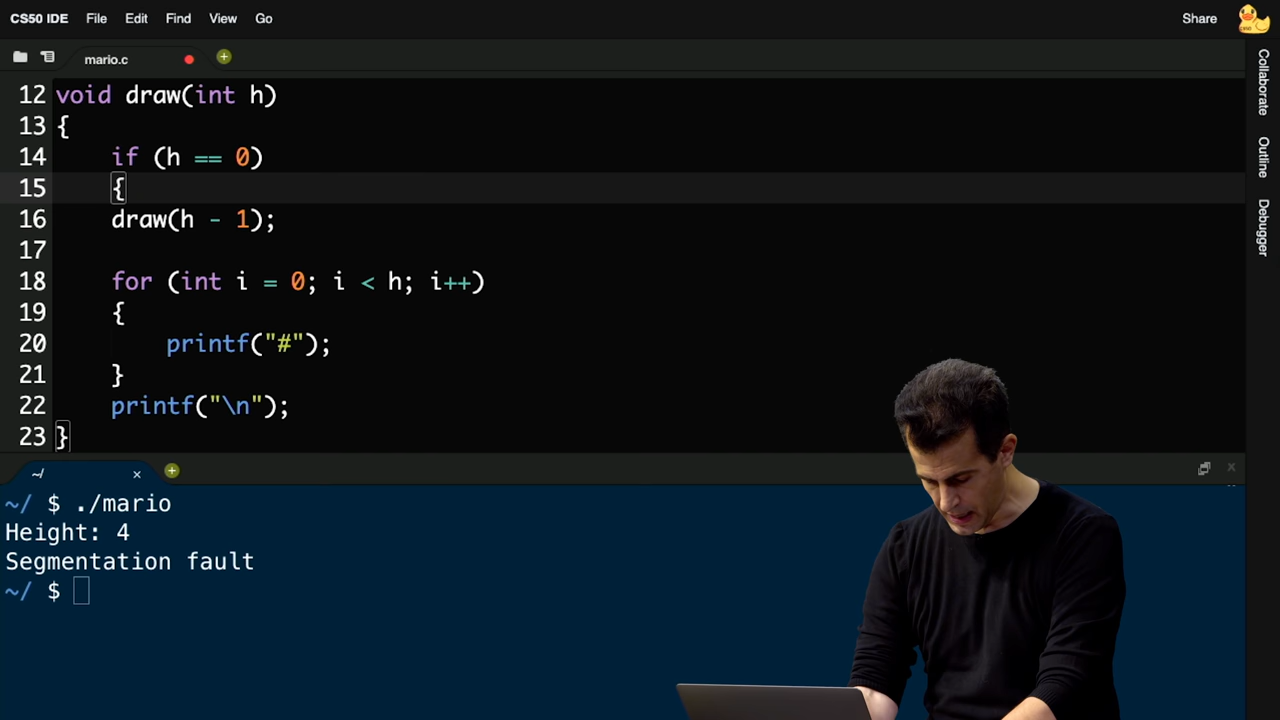 CS50 IDE File Edit Find View Go Share
mario.c
12 void draw(int h)
13 {
14 if (h == 0)
15 {
16 draw(h - 1);
17
18 for (int i = 0; i < h; i++)
19 {
20 printf("#");
21 }
22 printf("\n");
23 }
~/
~/ $ ./mario
Height: 4
Segmentation fault
~/ $
Collaborate
Outline
Debugger